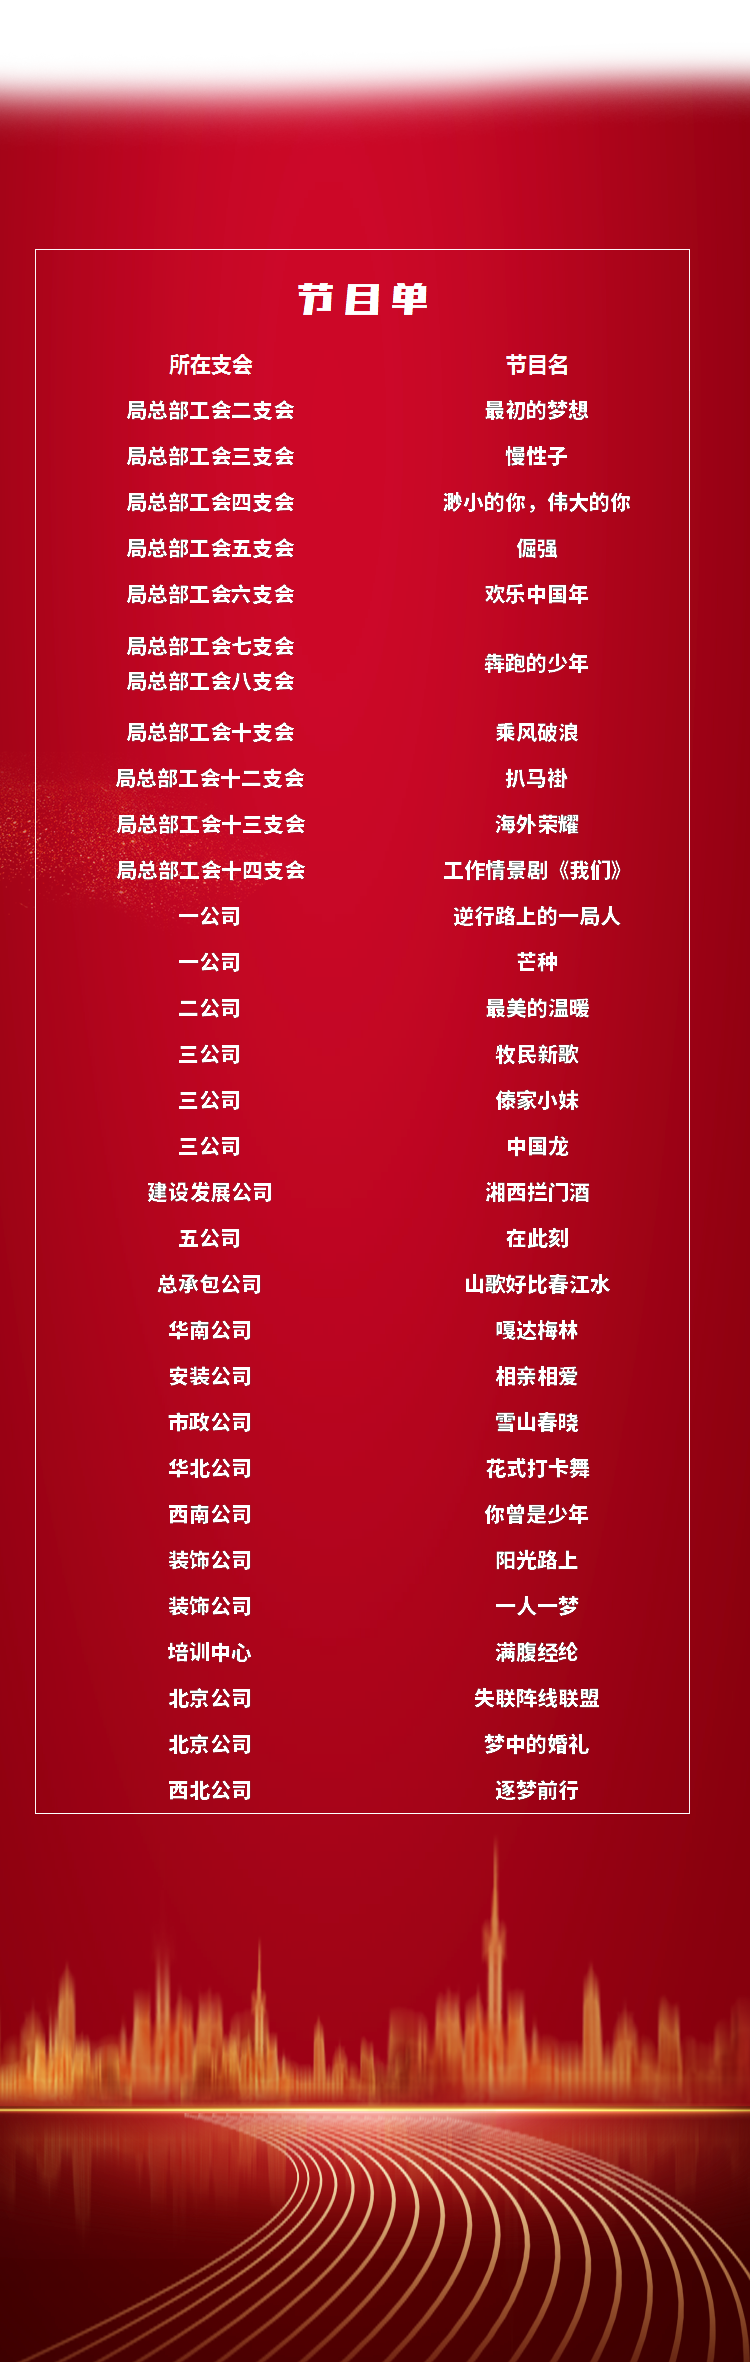 节目单
所在支会 节目名
局总部工会二支会 最初的梦想
局总部工会三支会 慢性子
局总部工会四支会 渺小的你，伟大的你
局总部工会五支会 倔强
局总部工会六支会 欢乐中国年
局总部工会七支会
局总部工会八支会 犇跑的少年
局总部工会十支会 乘风破浪
局总部工会十二支会 扒马褂
局总部工会十三支会 海外荣耀
局总部工会十四支会 工作情景剧《我们》
一公司 逆行路上的一局人
一公司 芒种
二公司 最美的温暖
三公司 牧民新歌
三公司 傣家小妹
三公司 中国龙
建设发展公司 湘西拦门酒
五公司 在此刻
总承包公司 山歌好比春江水
华南公司 嘎达梅林
安装公司 相亲相爱
市政公司 雪山春晓
华北公司 花式打卡舞
西南公司 你曾是少年
装饰公司 阳光路上
装饰公司 一人一梦
培训中心 满腹经纶
北京公司 失联阵线联盟
北京公司 梦中的婚礼
西北公司 逐梦前行